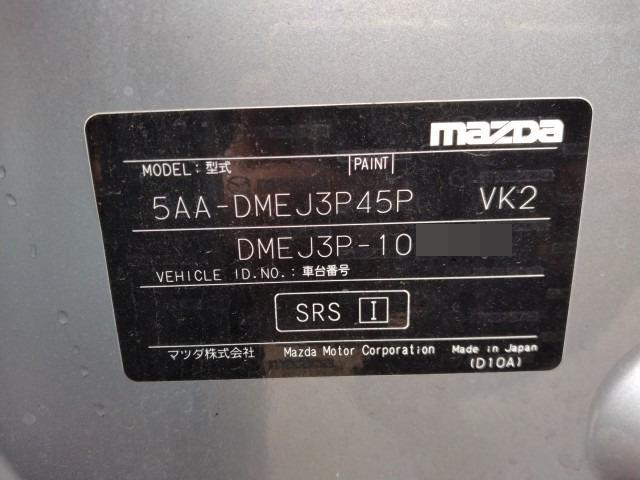 mazDa
MODEL: 型式 PAINT
5AA-DMEJ3P45P VK2
DMEJ3P-10
VEHICLE ID.NO.: 車台番号
SRS I
マツダ株式会社 Mazda Motor Corporation Made in Japan
(D10A)